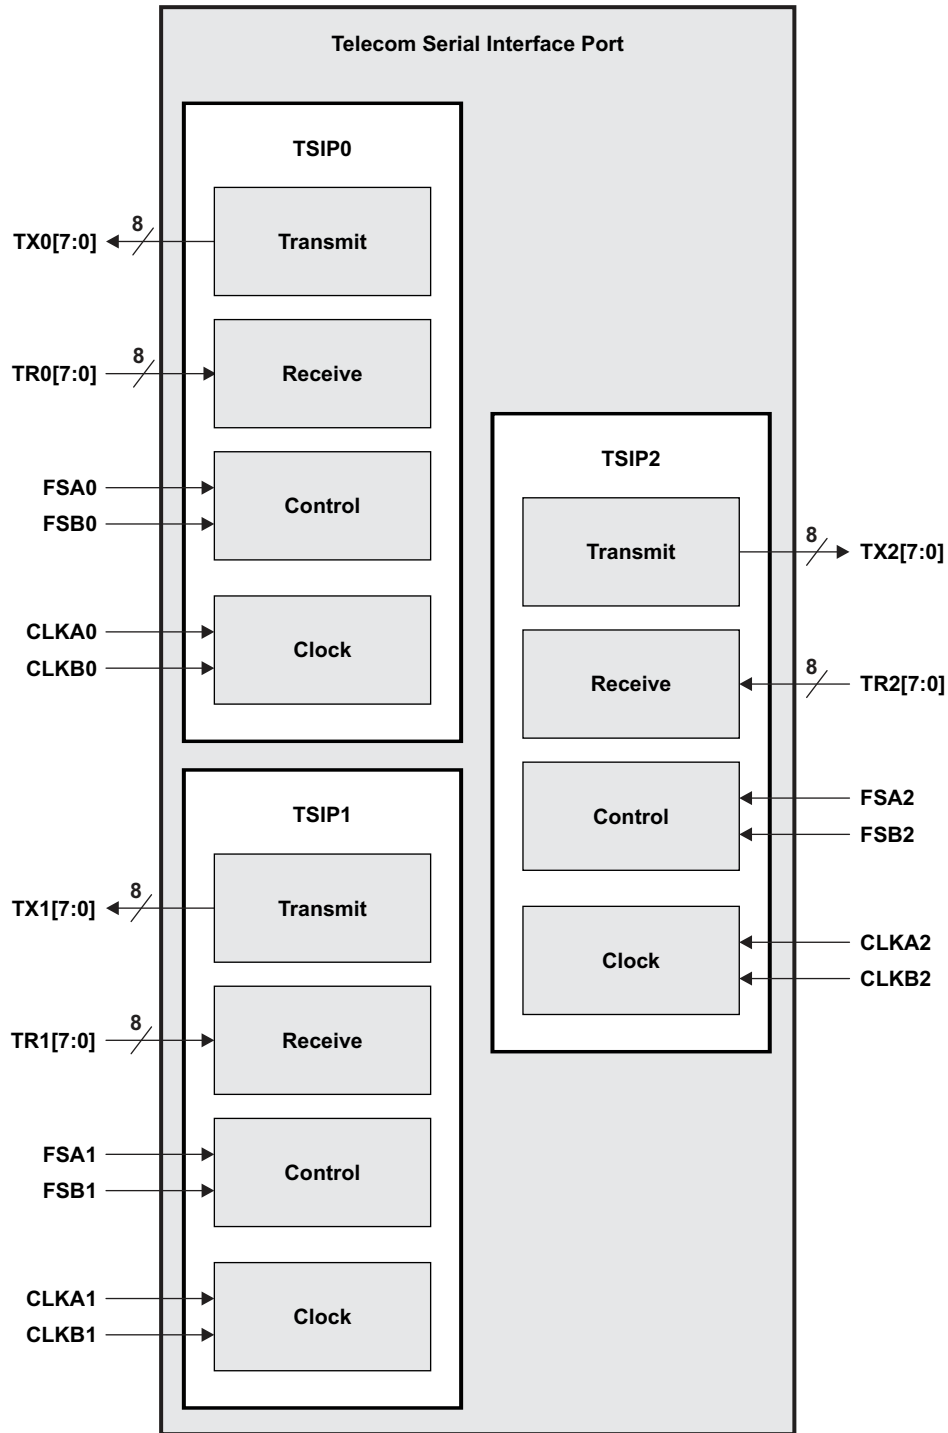 Telecom Serial Interface Port
TSIP0
8
TX0[7:0]
Transmit
8
TR0[7:0]
Receive
FSA0
FSB0
Control
CLKA0
CLKB0
Clock
TSIP1
8
TX1[7:0]
Transmit
8
TR1[7:0]
Receive
FSA1
FSB1
Control
CLKA1
CLKB1
Clock
TSIP2
Transmit
8
TX2[7:0]
Receive
8
TR2[7:0]
Control
FSA2
FSB2
Clock
CLKA2
CLKB2